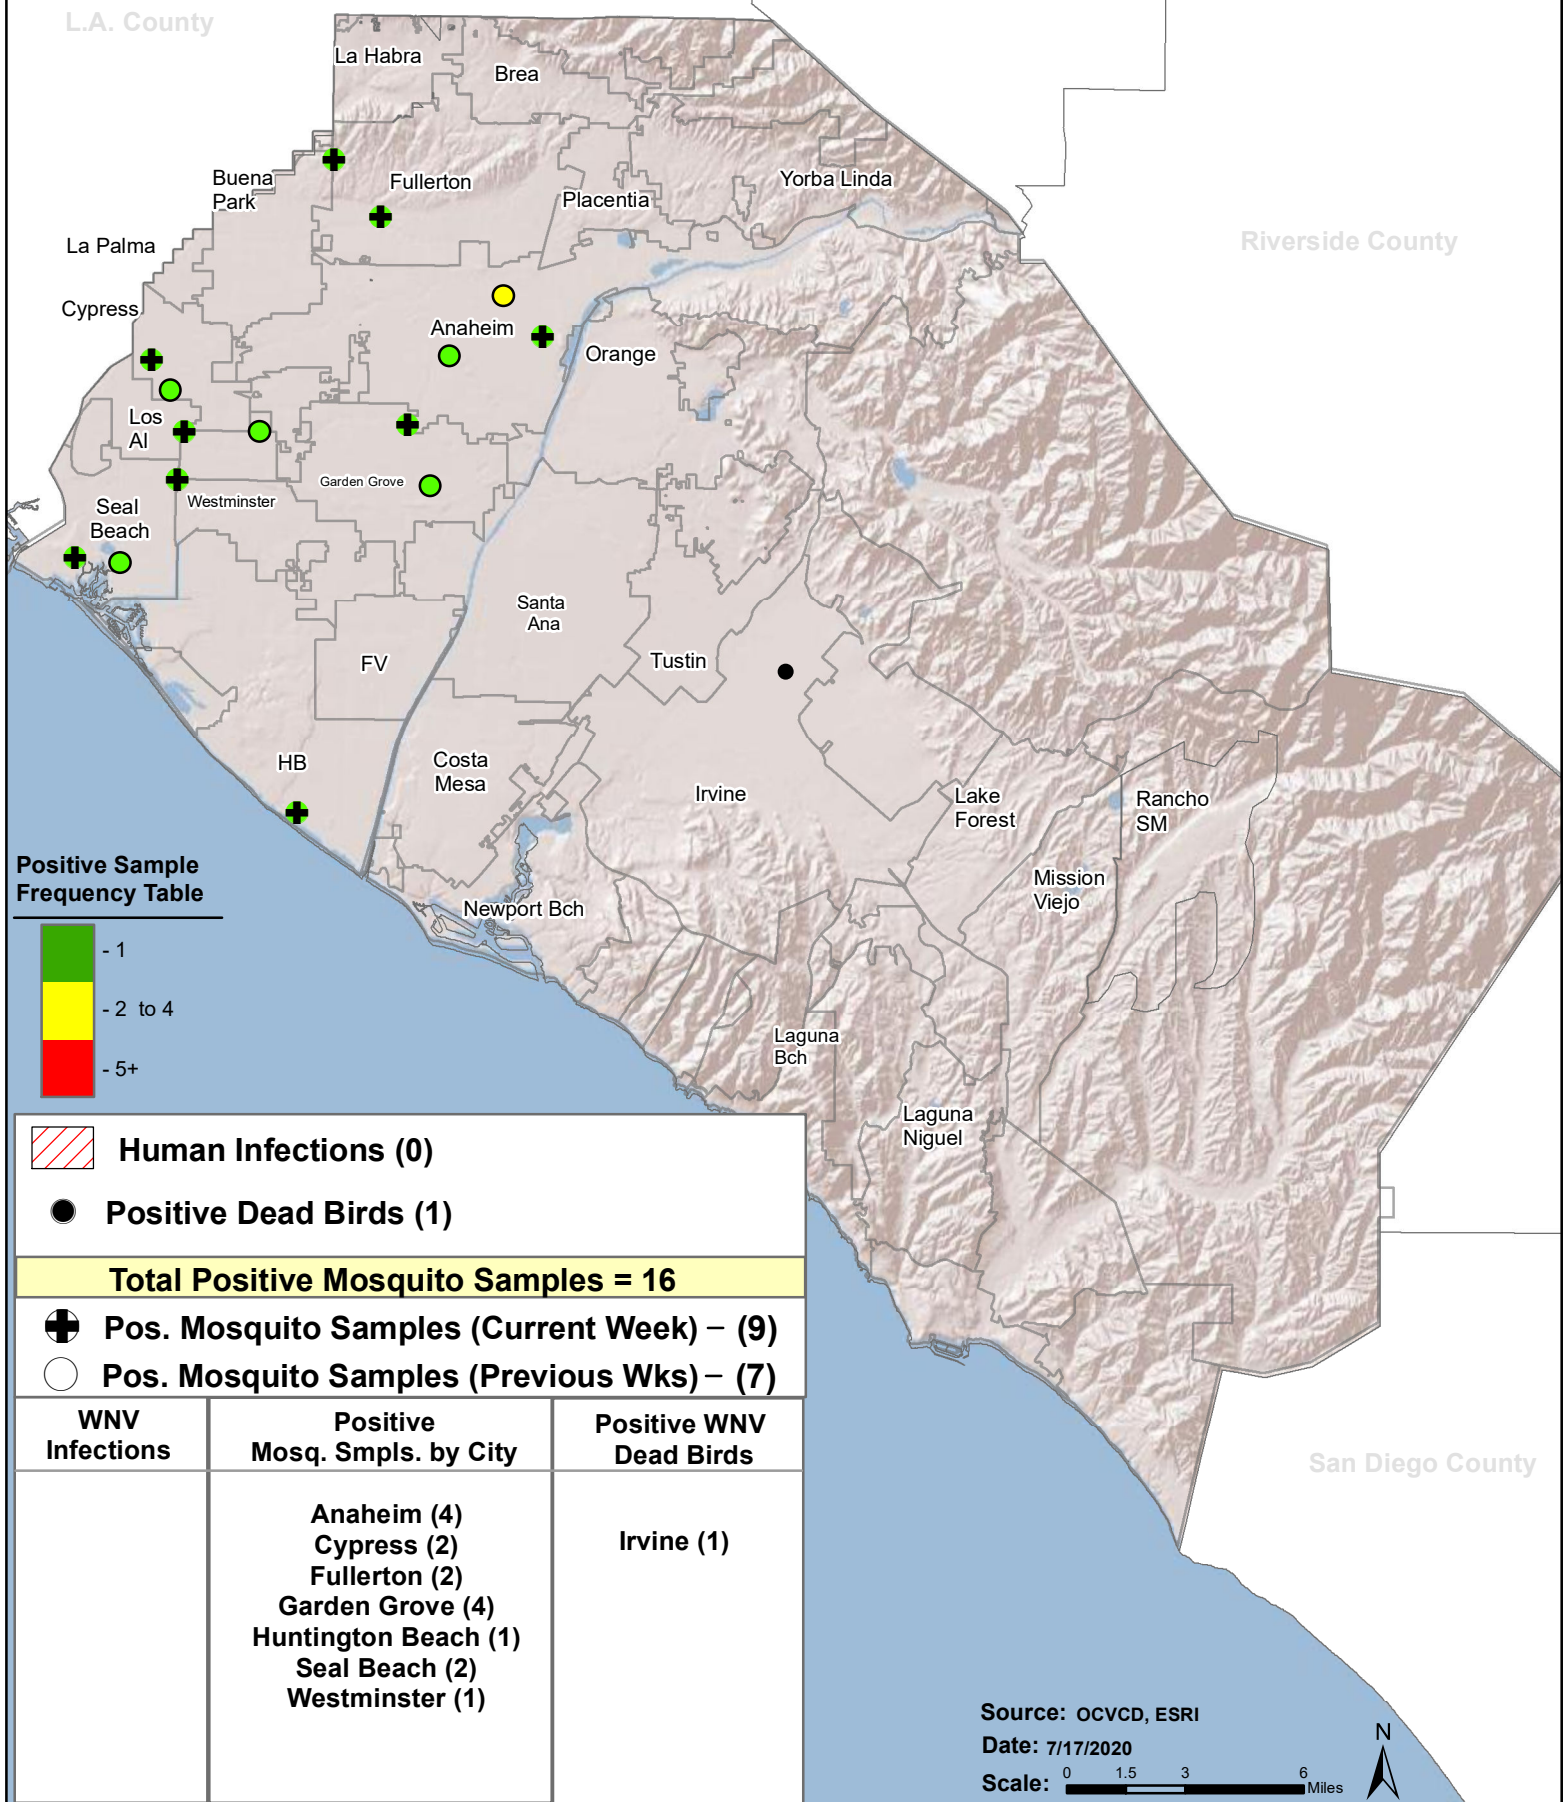 L.A. County
La Habra
Brea
Buena
Park
Fullerton
Placentia
Yorba Linda
La Palma
Riverside County
Cypress
Anaheim
Orange
Los
Al
Garden Grove
Westminster
Seal
Beach
Santa
Ana
FV
Tustin
HB
Costa
Mesa
Irvine
Lake
Forest
Rancho
SM
Mission
Viejo
Newport Bch
Laguna
Bch
Laguna
Niguel
San Diego County
Positive Sample
Frequency Table
- 1
- 2 to 4
- 5+
Human Infections (0)
Positive Dead Birds (1)
Total Positive Mosquito Samples = 16
Pos. Mosquito Samples (Current Week) – (9)
Pos. Mosquito Samples (Previous Wks) – (7)
WNV
Infections
Positive
Mosq. Smpls. by City
Positive WNV
Dead Birds
Anaheim (4)
Cypress (2)
Fullerton (2)
Garden Grove (4)
Huntington Beach (1)
Seal Beach (2)
Westminster (1)
Irvine (1)
Source: OCVCD, ESRI
Date: 7/17/2020
Scale: 0 1.5 3 6 Miles
N